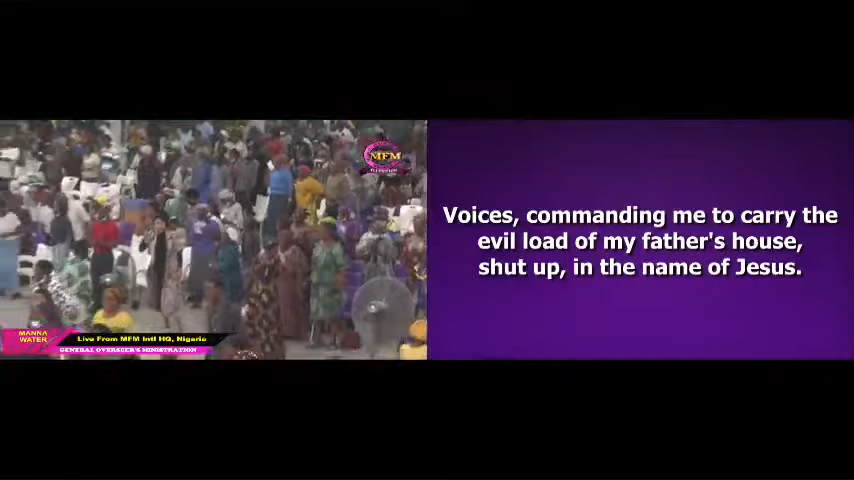 MFM
MANNA
WATER
Live From MFM Intl HQ, Nigeria
GENERAL OVERSEER'S MINISTRATION
Voices, commanding me to carry the
evil load of my father's house,
shut up, in the name of Jesus.